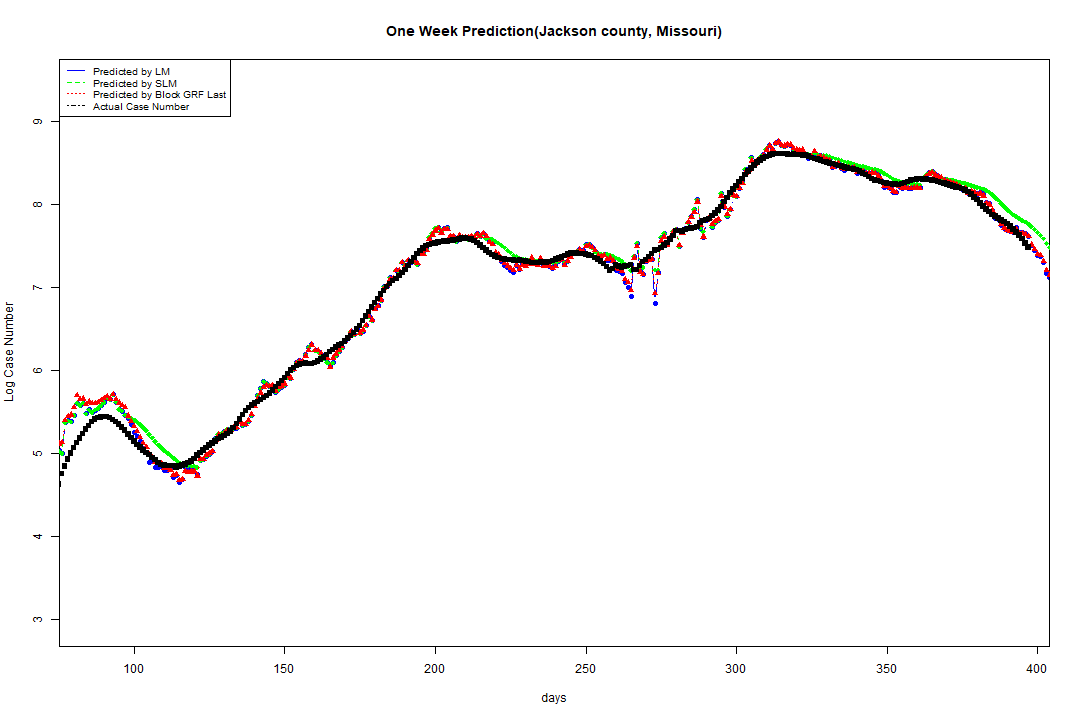 One Week Prediction(Jackson county, Missouri)
Predicted by LM
Predicted by SLM
Predicted by Block GRF Last
Actual Case Number
Log Case Number
9
8
7
6
5
4
3
100 150 200 250 300 350 400
days